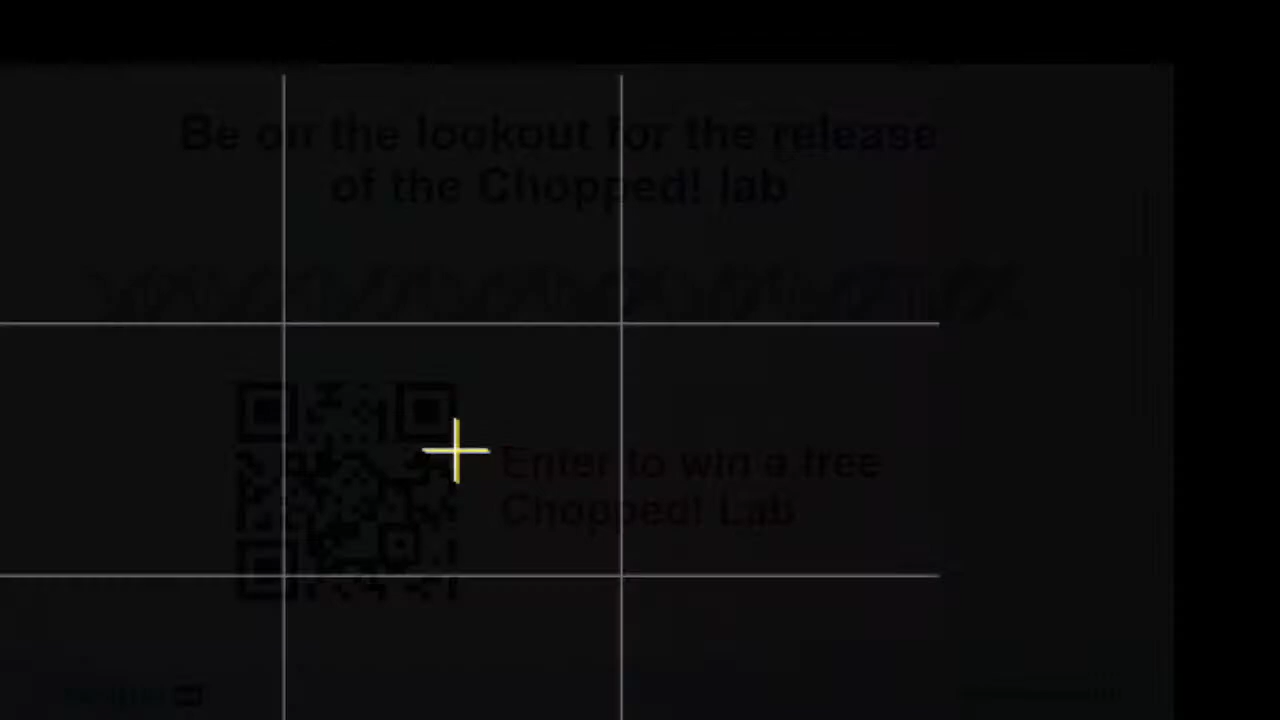 Be on the lookout for the release
of the Chopped! lab
Enter to win a free
Chopped! Lab